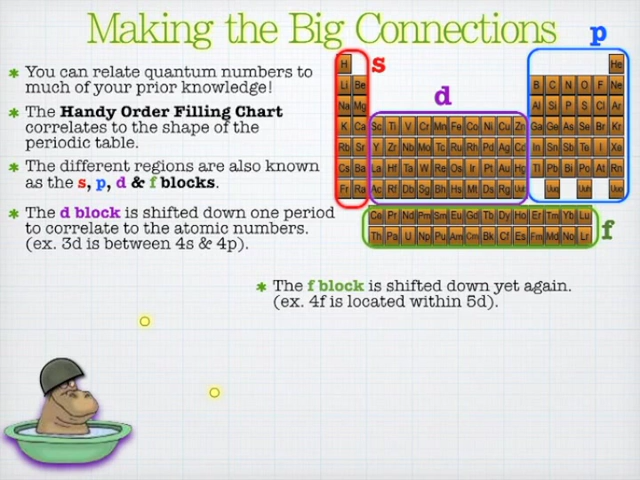 Making the Big Connections
You can relate quantum numbers to
much of your prior knowledge!
The Handy Order Filling Chart
correlates to the shape of the
periodic table.
The different regions are also known
as the s, p, d & f blocks.
The d block is shifted down one period
to correlate to the atomic numbers.
(ex. 3d is between 4s & 4p).
The f block is shifted down yet again.
(ex. 4f is located within 5d).
s
d
p
f
H He
Li Be B C N O F Ne
Na Mg Al Si P S Cl Ar
K Ca Sc Ti V Cr Mn Fe Co Ni Cu Zn Ga Ge As Se Br Kr
Rb Sr Y Zr Nb Mo Tc Ru Rh Pd Ag Cd In Sn Sb Te I Xe
Cs Ba La Hf Ta W Re Os Ir Pt Au Hg Tl Pb Bi Po At Rn
Fr Ra Ac Rf Db Sg Bh Hs Mt Ds Rg Uub Uuq Uuh Uuo
Ce Pr Nd Pm Sm Eu Gd Tb Dy Ho Er Tm Yb Lu
Th Pa U Np Pu Am Cm Bk Cf Es Fm Md No Lr